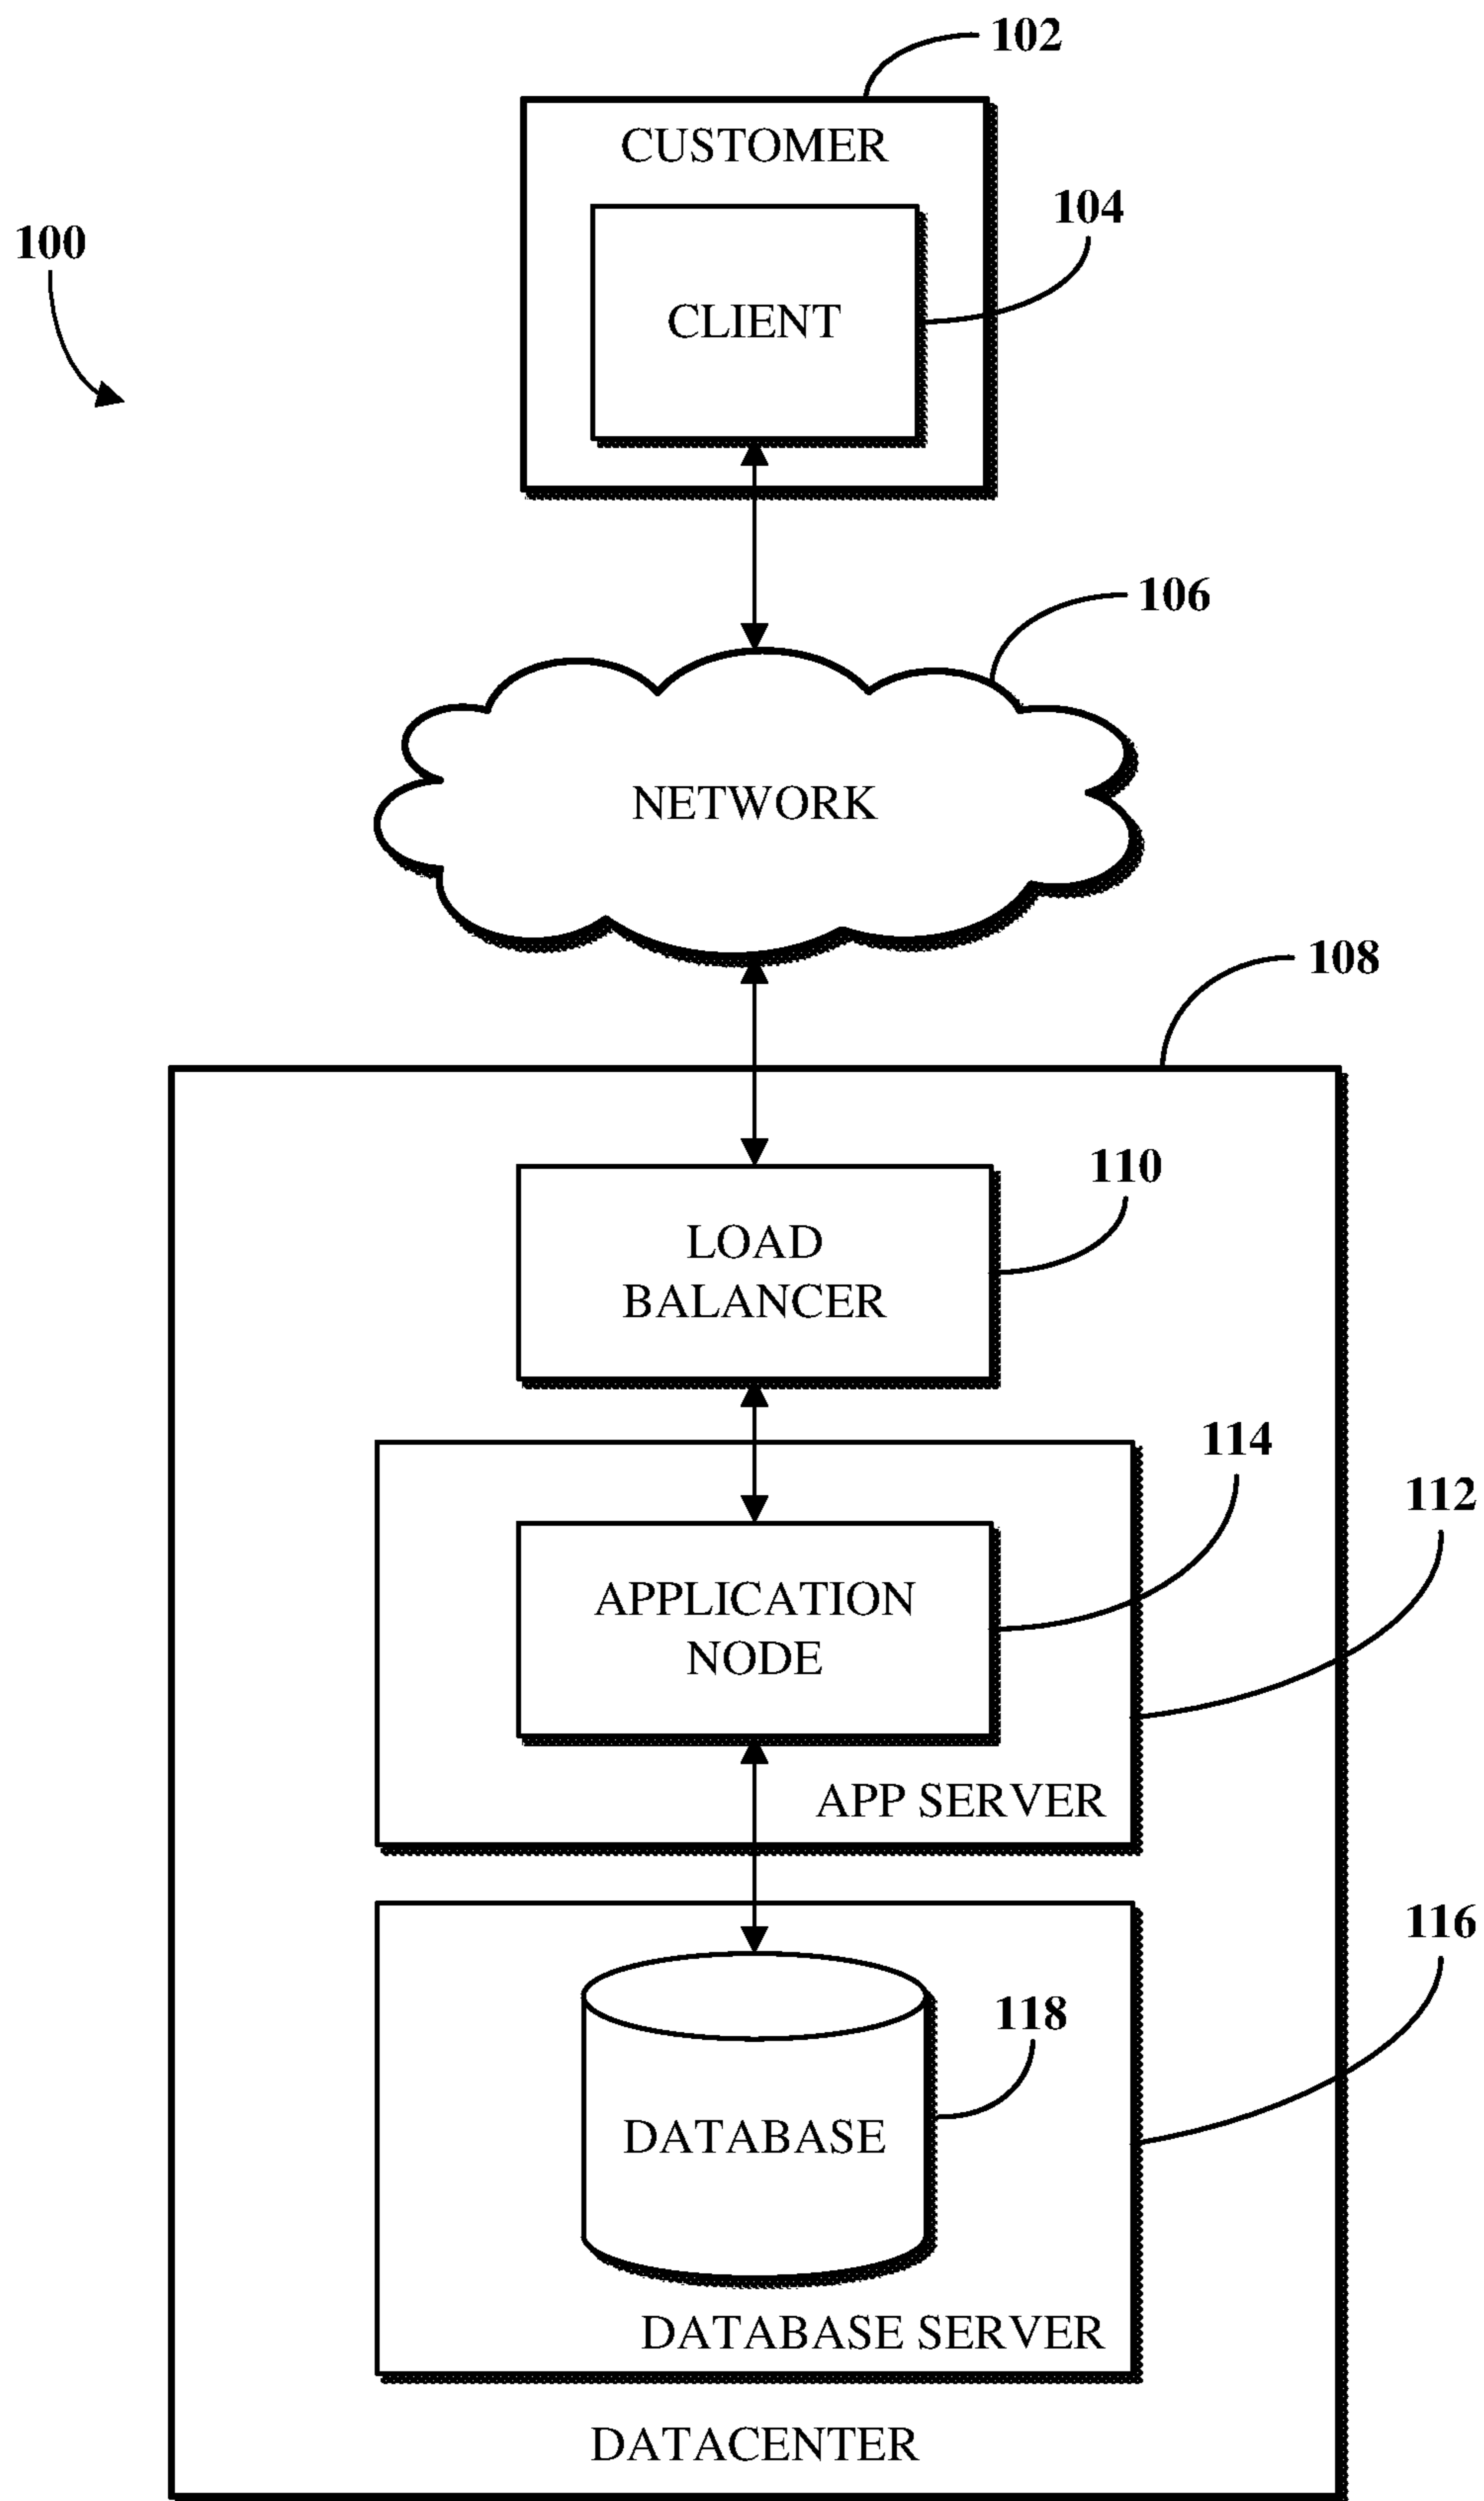 102
CUSTOMER
104
100
CLIENT
106
NETWORK
108
110
LOAD
BALANCER
114
112
APPLICATION
NODE
APP SERVER
116
118
DATABASE
DATABASE SERVER
DATACENTER